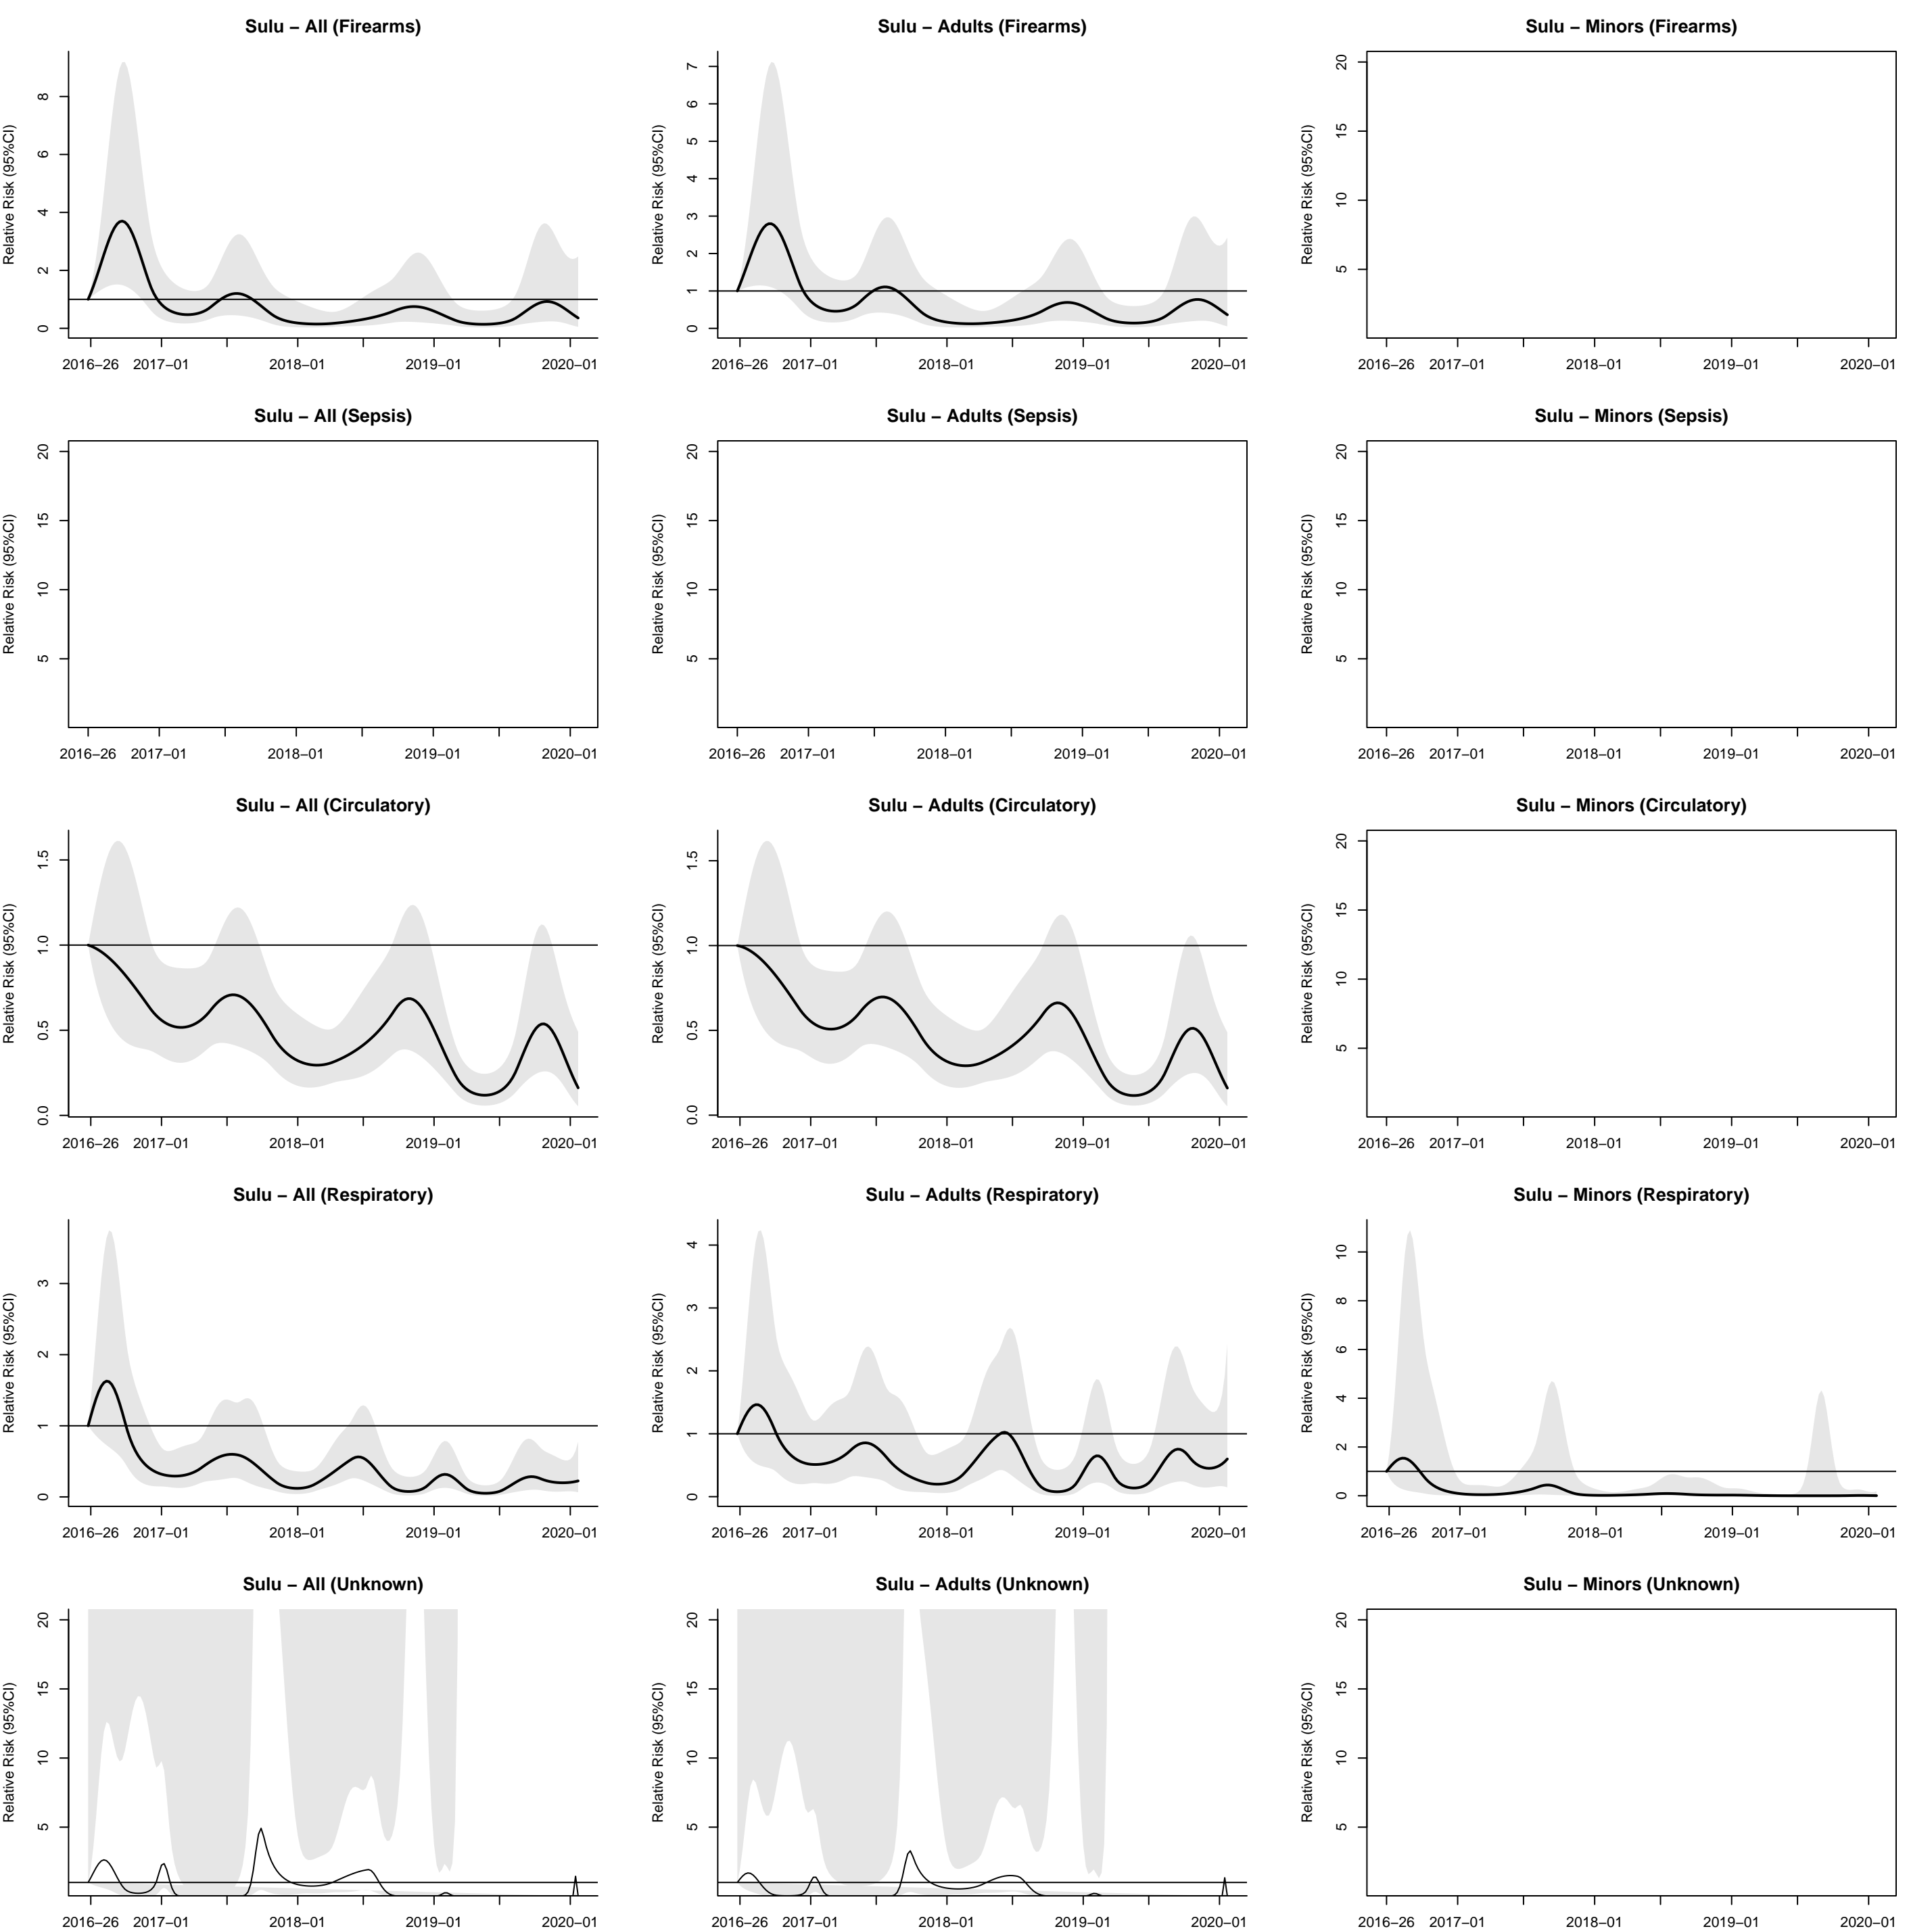 Sulu – All (Firearms)
Relative Risk (95%CI)
8
6
4
2
0
2016–26 2017–01 2018–01 2019–01 2020–01
Sulu – Adults (Firearms)
Relative Risk (95%CI)
7
6
5
4
3
2
1
0
2016–26 2017–01 2018–01 2019–01 2020–01
Sulu – Minors (Firearms)
Relative Risk (95%CI)
20
15
10
5
2016–26 2017–01 2018–01 2019–01 2020–01
Sulu – All (Sepsis)
Relative Risk (95%CI)
20
15
10
5
2016–26 2017–01 2018–01 2019–01 2020–01
Sulu – Adults (Sepsis)
Relative Risk (95%CI)
20
15
10
5
2016–26 2017–01 2018–01 2019–01 2020–01
Sulu – Minors (Sepsis)
Relative Risk (95%CI)
20
15
10
5
2016–26 2017–01 2018–01 2019–01 2020–01
Sulu – All (Circulatory)
Relative Risk (95%CI)
1.5
1.0
0.5
0.0
2016–26 2017–01 2018–01 2019–01 2020–01
Sulu – Adults (Circulatory)
Relative Risk (95%CI)
1.5
1.0
0.5
0.0
2016–26 2017–01 2018–01 2019–01 2020–01
Sulu – Minors (Circulatory)
Relative Risk (95%CI)
20
15
10
5
2016–26 2017–01 2018–01 2019–01 2020–01
Sulu – All (Respiratory)
Relative Risk (95%CI)
3
2
1
0
2016–26 2017–01 2018–01 2019–01 2020–01
Sulu – Adults (Respiratory)
Relative Risk (95%CI)
4
3
2
1
0
2016–26 2017–01 2018–01 2019–01 2020–01
Sulu – Minors (Respiratory)
Relative Risk (95%CI)
10
8
6
4
2
0
2016–26 2017–01 2018–01 2019–01 2020–01
Sulu – All (Unknown)
Relative Risk (95%CI)
20
15
10
5
2016–26 2017–01 2018–01 2019–01 2020–01
Sulu – Adults (Unknown)
Relative Risk (95%CI)
20
15
10
5
2016–26 2017–01 2018–01 2019–01 2020–01
Sulu – Minors (Unknown)
Relative Risk (95%CI)
20
15
10
5
2016–26 2017–01 2018–01 2019–01 2020–01